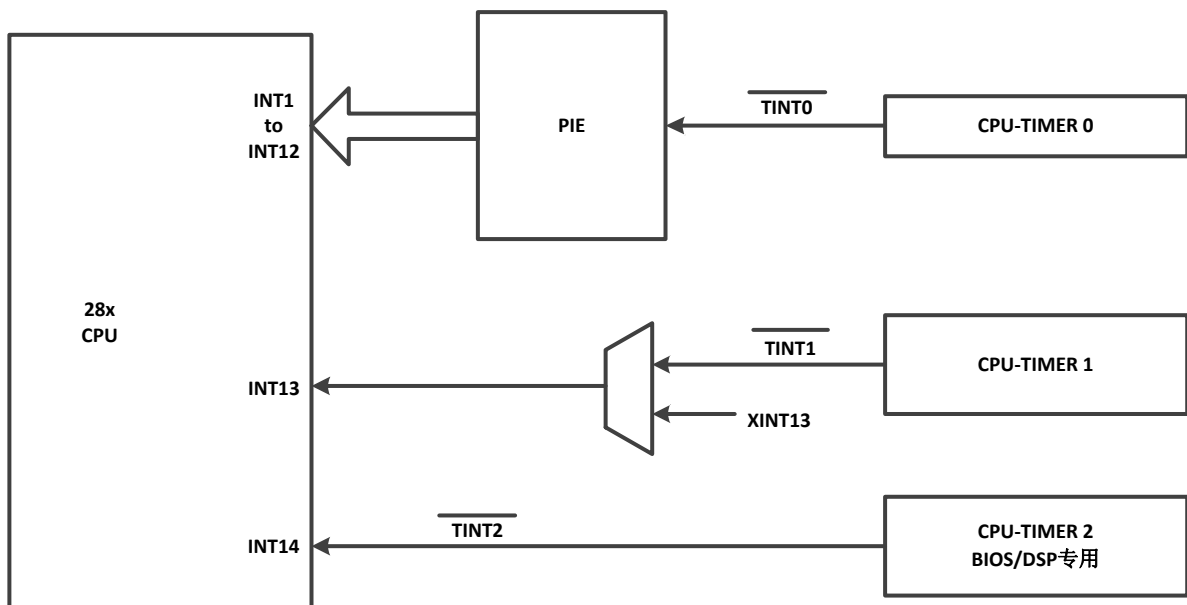 INT1
to
INT12
PIE
TINT0
CPU-TIMER 0
28x
CPU
INT13
TINT1
XINT13
CPU-TIMER 1
INT14
TINT2
CPU-TIMER 2
BIOS/DSP专用